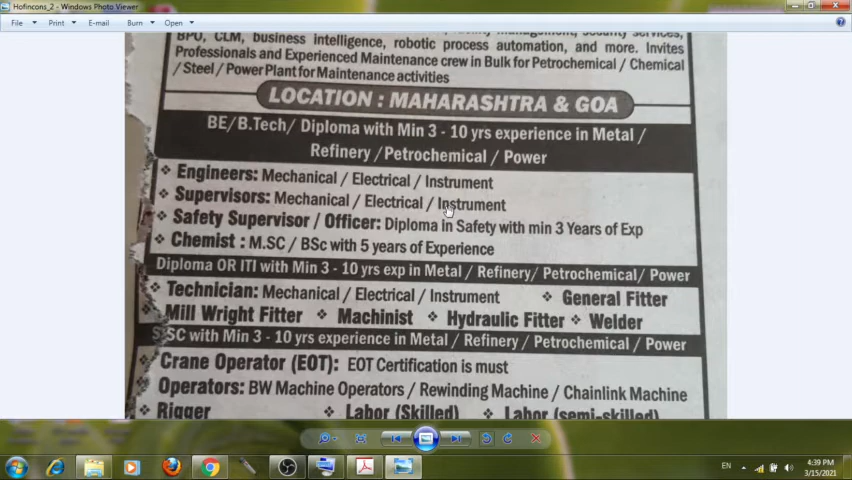 Hofincons_2 - Windows Photo Viewer
File Print E-mail Burn Open
BPO, CLM, business intelligence, robotic process automation, and more. Invites
Professionals and Experienced Maintenance crew in Bulk for Petrochemical / Chemical
/ Steel / Power Plant for Maintenance activities
LOCATION : MAHARASHTRA & GOA
BE/B.Tech/ Diploma with Min 3 - 10 yrs experience in Metal /
Refinery /Petrochemical / Power
❖ Engineers: Mechanical / Electrical / Instrument
❖ Supervisors: Mechanical / Electrical / Instrument
❖ Safety Supervisor / Officer: Diploma in Safety with min 3 Years of Exp
❖ Chemist : M.SC / BSc with 5 years of Experience
Diploma OR ITI with Min 3 - 10 yrs exp in Metal / Refinery/ Petrochemical/ Power
❖ Technician: Mechanical / Electrical / Instrument ❖ General Fitter
❖ Mill Wright Fitter ❖ Machinist ❖ Hydraulic Fitter ❖ Welder
SSC with Min 3 - 10 yrs experience in Metal / Refinery / Petrochemical / Power
❖ Crane Operator (EOT): EOT Certification is must
❖ Operators: BW Machine Operators / Rewinding Machine / Chainlink Machine
❖ Rigger ❖ Labor (Skilled) ❖ Labor (semi-skilled)
EN 4:39 PM
3/15/2021